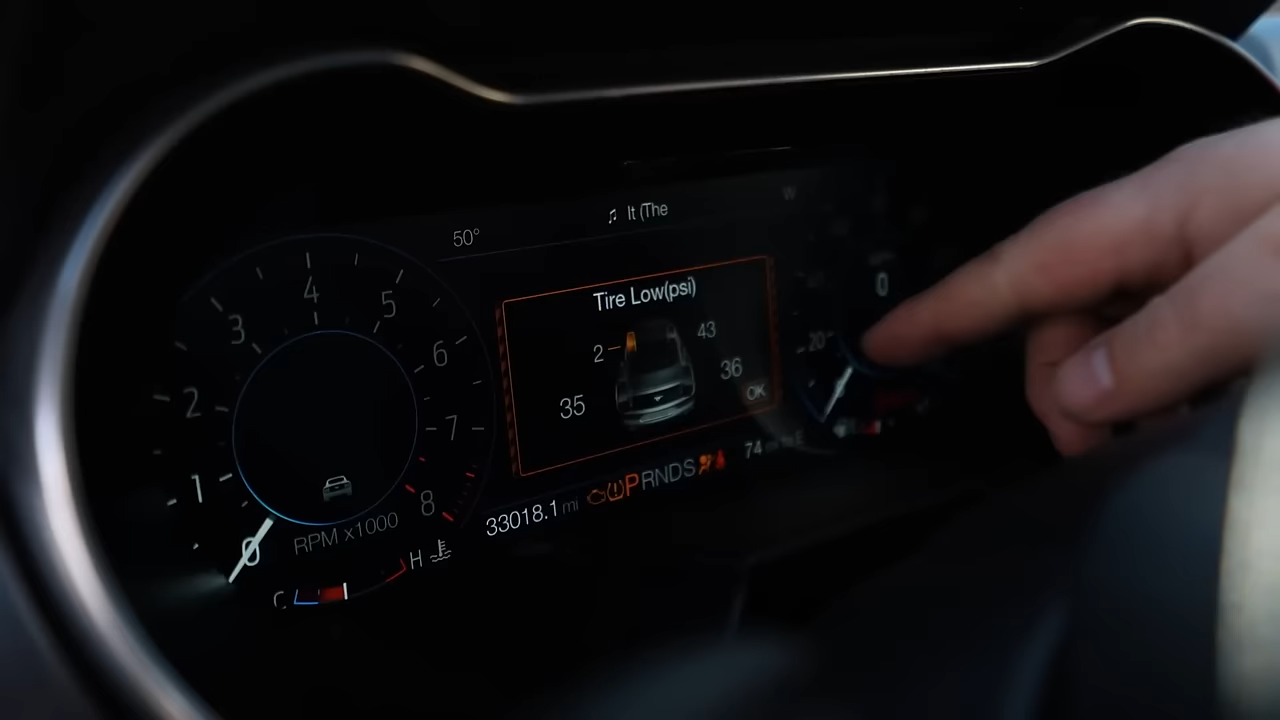 It (The
W
50°
Tire Low(psi)
2
43
35
36
OK
0
1
2
3
4
5
6
7
8
RPM x1000
C
H
33018.1 mi
PRNDS
74
0
20